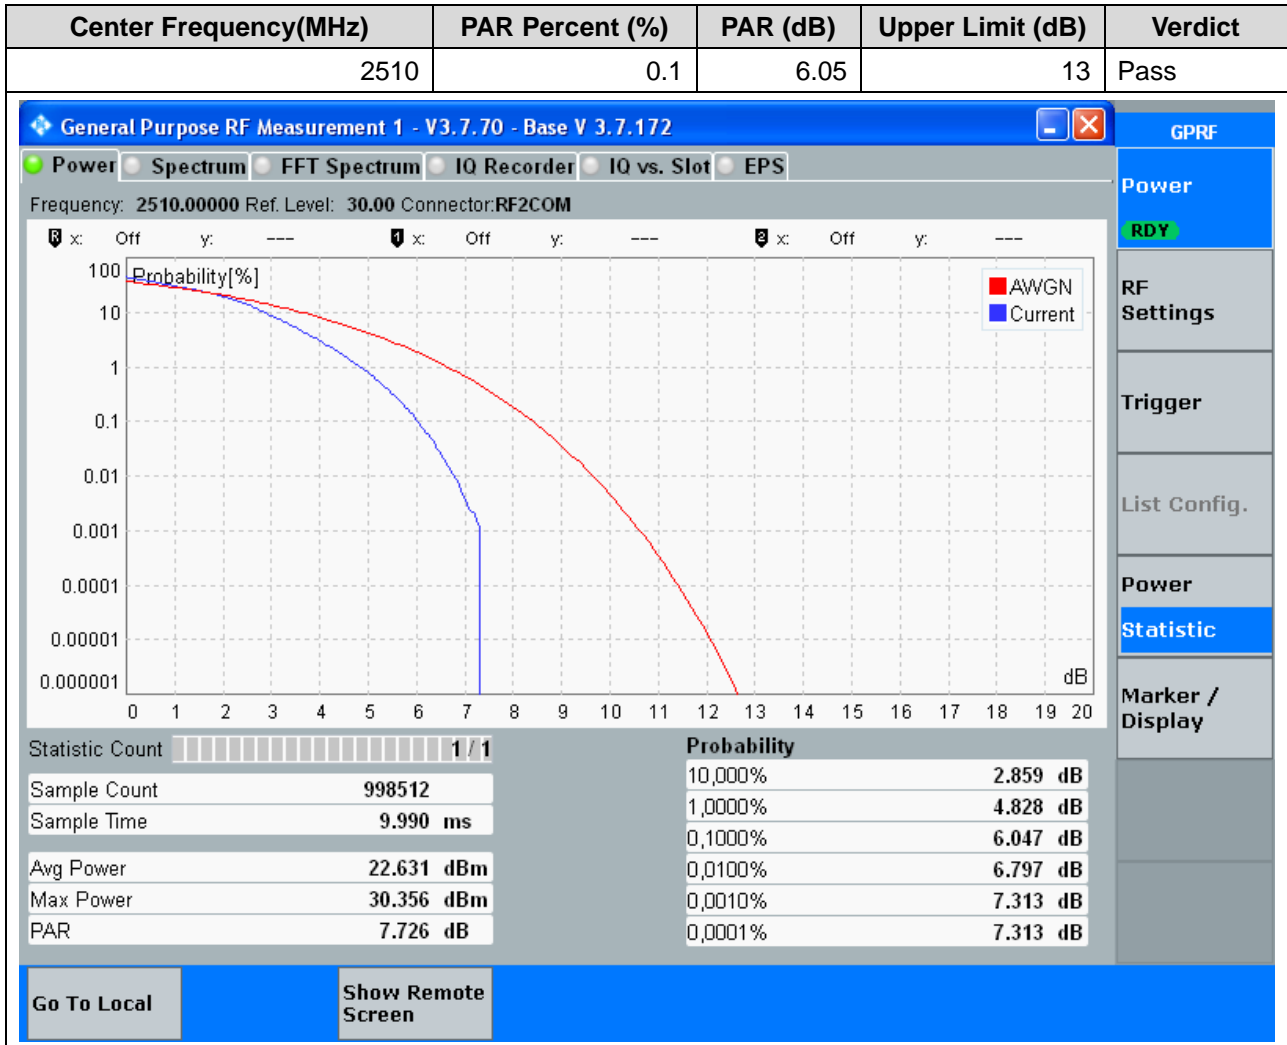 Center Frequency(MHz) PAR Percent (%) PAR (dB) Upper Limit (dB) Verdict
2510 0.1 6.05 13 Pass
General Purpose RF Measurement 1 - V3.7.70 - Base V 3.7.172
GPRF
Power Spectrum FFT Spectrum IQ Recorder IQ vs. Slot EPS
Frequency: 2510.00000 Ref. Level: 30.00 Connector:RF2COM
R x: Off y: --- 1 x: Off y: --- 2 x: Off y: ---
Probability[%]
AWGN
Current
100
10
1
0.1
0.01
0.001
0.0001
0.00001
0.000001
dB
0 1 2 3 4 5 6 7 8 9 10 11 12 13 14 15 16 17 18 19 20
Statistic Count 1 / 1
Sample Count 998512
Sample Time 9.990 ms
Avg Power 22.631 dBm
Max Power 30.356 dBm
PAR 7.726 dB
Probability
10,000% 2.859 dB
1,0000% 4.828 dB
0,1000% 6.047 dB
0,0100% 6.797 dB
0,0010% 7.313 dB
0,0001% 7.313 dB
Power
RDY
RF
Settings
Trigger
List Config.
Power
Statistic
Marker /
Display
Go To Local
Show Remote
Screen